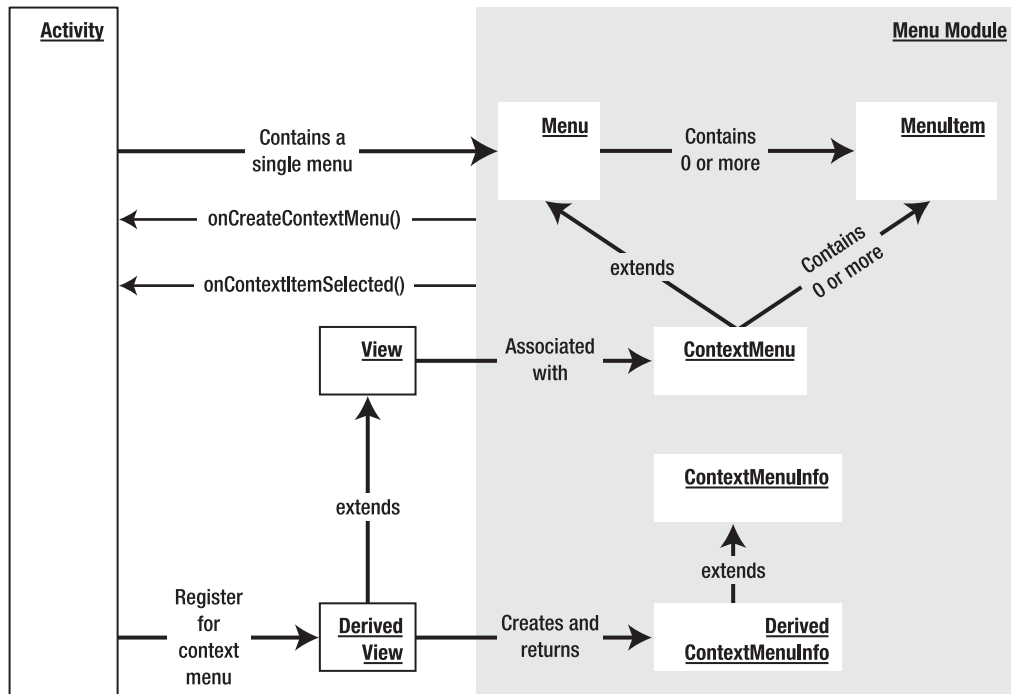 Activity
Menu Module
Contains a
single menu
Menu
Contains
0 or more
MenuItem
onCreateContextMenu()
onContextItemSelected()
extends
Contains
0 or more
View
Associated
with
ContextMenu
ContextMenuInfo
extends
extends
Register
for
context
menu
Derived
View
Creates and
returns
Derived
ContextMenuInfo